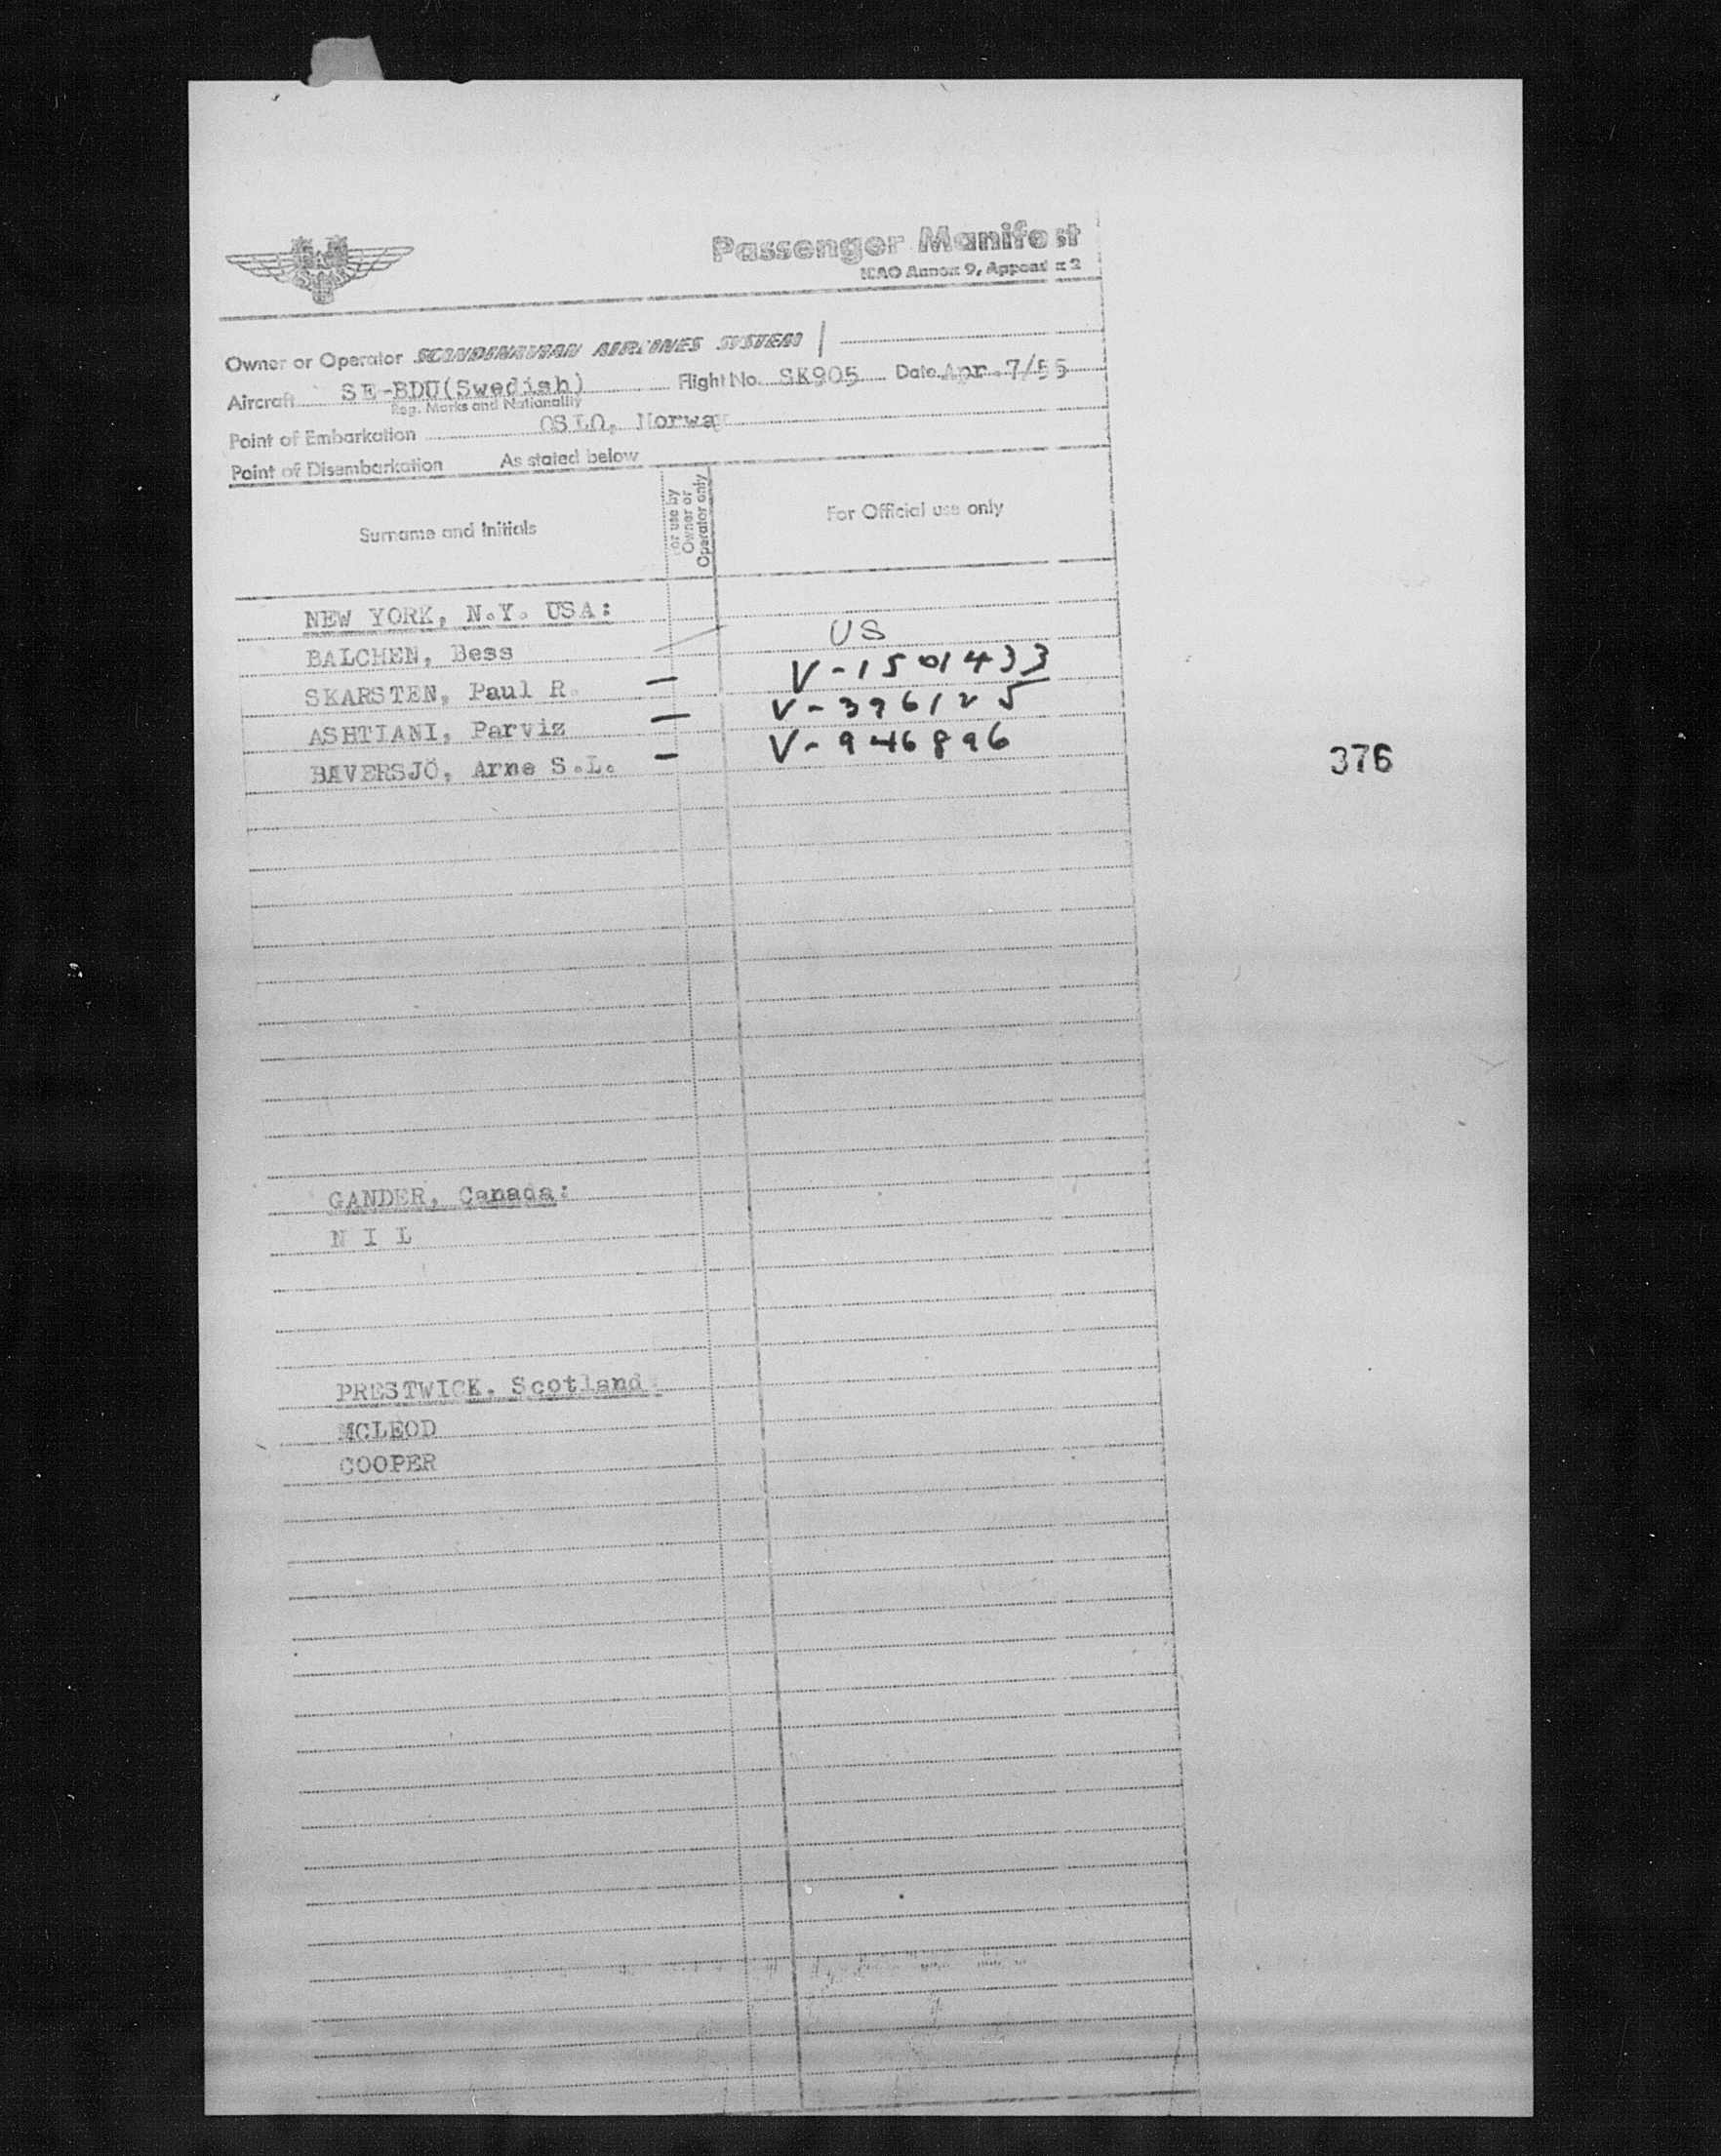 Passenger Manifest
ICAO Annex 9, Appendix 2
Owner or Operator SCANDINAVIAN AIRLINES SYSTEM
Aircraft SE-BDU(Swedish) Flight No. SK905 Date Apr.7/55
Reg. Marks and Nationality
Point of Embarkation OSLO, Norway
Point of Disembarkation As stated below
Surname and Initials
For use by
Owner or
Operator only
For Official use only
NEW YORK, N.Y. USA:
BALCHEN, Bess US
SKARSTEN, Paul R. — V-1501433
ASHTIANI, Parviz — V-396125
BAVERSJÖ, Arne S.L. — V-946896
376
GANDER, Canada:
N I L
PRESTWICK. Scotland
MCLEOD
COOPER